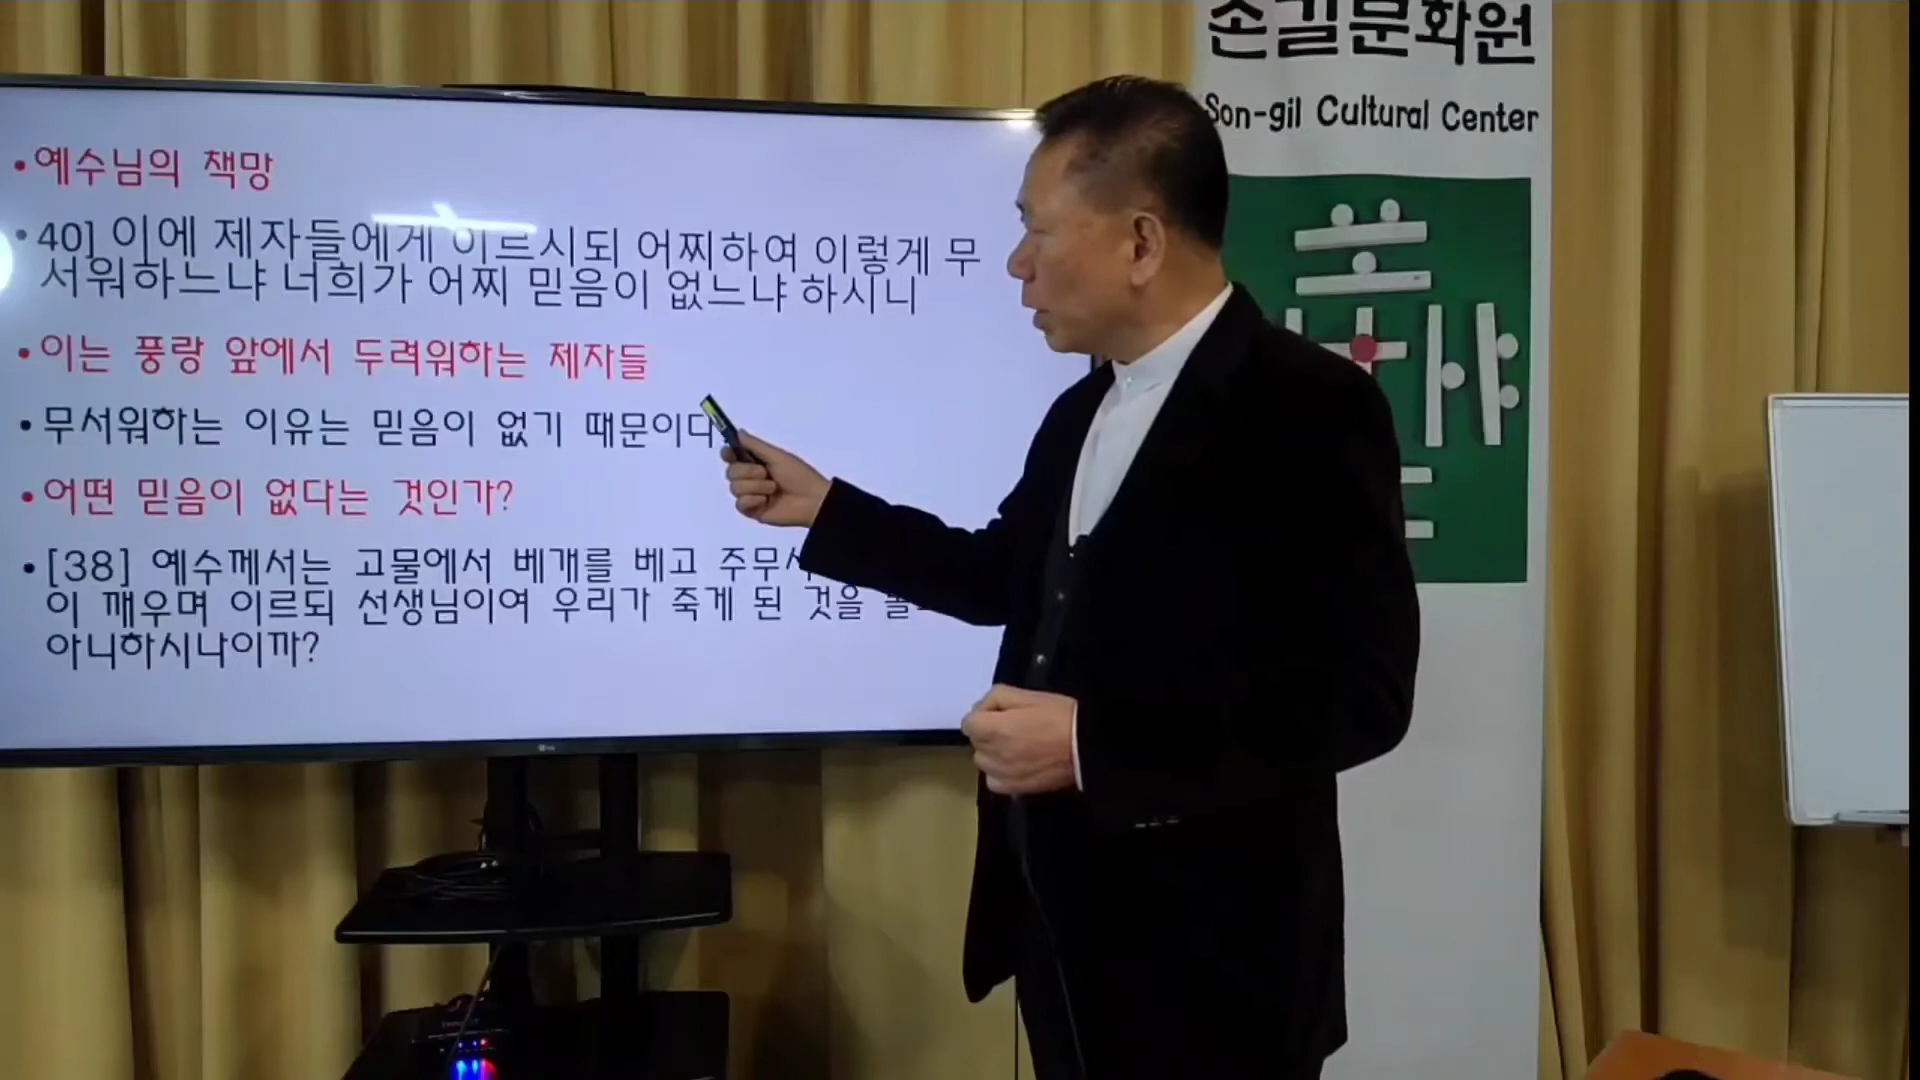 손길문화원
Son-gil Cultural Center
•예수님의 책망
•40] 이에 제자들에게 이르시되 어찌하여 이렇게 무
서워하느냐 너희가 어찌 믿음이 없느냐 하시니
•이는 풍랑 앞에서 두려워하는 제자들
•무서워하는 이유는 믿음이 없기 때문이다
•어떤 믿음이 없다는 것인가?
•[38] 예수께서는 고물에서 베개를 베고
이 깨우며 이르되 선생님이여 우리가 죽게 된 것을
아니하시나이까?